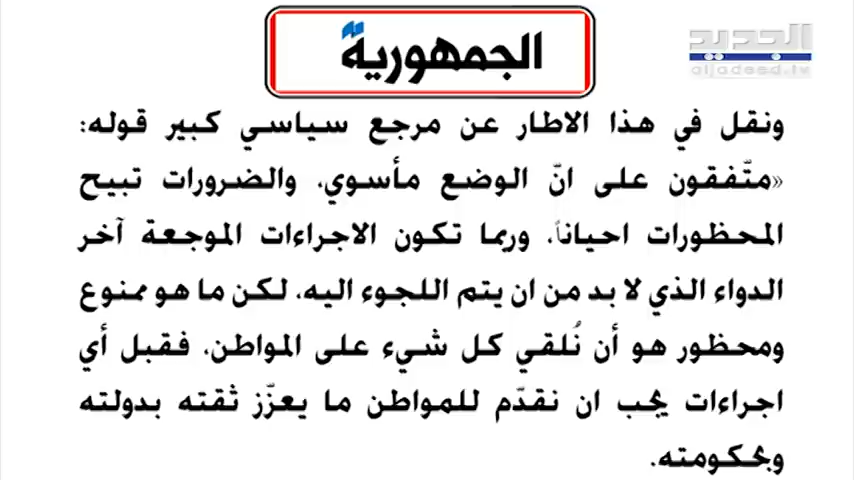 الجمهورية
الجديد
aljadeed.tv
ونقل في هذا الاطار عن مرجع سياسي كبير قوله:
«متّفقون على انّ الوضع مأسوي، والضرورات تبيح
المحظورات احياناً، وربما تكون الاجراءات الموجعة آخر
الدواء الذي لا بد من ان يتم اللجوء اليه، لكن ما هو ممنوع
ومحظور هو أن نُلقي كل شيء على المواطن، فقبل أي
اجراءات يجب ان نقدّم للمواطن ما يعزّز ثقته بدولته
وبحكومته.